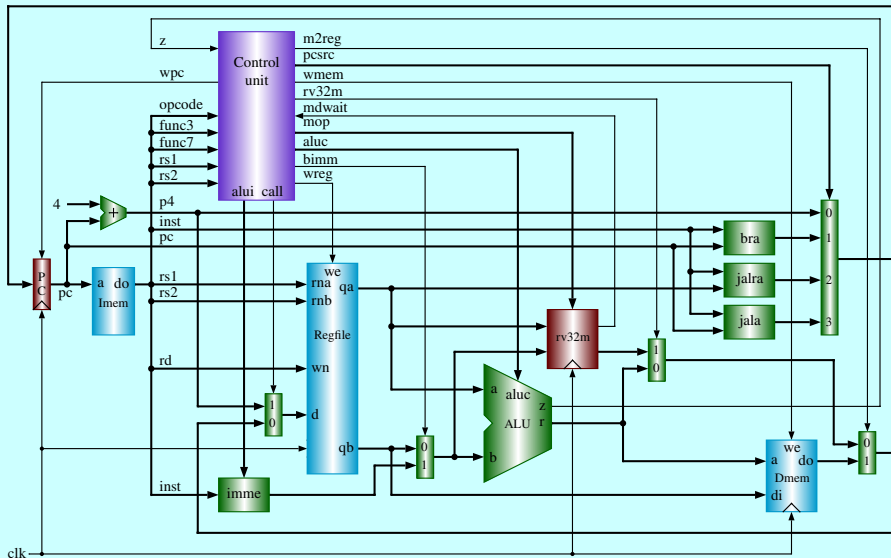 z
m2reg
pcsrc
Control
unit
wpc
wmem
rv32m
opcode
mdwait
func3
mop
func7
aluc
rs1
bimm
rs2
wreg
alui call
4
+
p4
inst
pc
0
1
2
3
bra
jalra
jala
P
C
pc
a do
Imem
rs1
rs2
rd
we
rna
qa
rnb
Regfile
wn
d
qb
1
0
rv32m
1
0
aluc
a
z
ALU
r
b
0
1
0
1
we
a
do
Dmem
di
inst
imme
clk